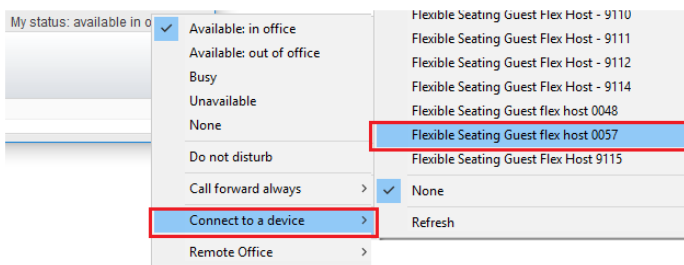 My status: available in o
Available: in office
Available: out of office
Busy
Unavailable
None
Do not disturb
Call forward always
Connect to a device
Remote Office
Flexible Seating Guest Flex Host - 9110
Flexible Seating Guest Flex Host - 9111
Flexible Seating Guest Flex Host - 9112
Flexible Seating Guest Flex Host - 9114
Flexible Seating Guest flex host 0048
Flexible Seating Guest flex host 0057
Flexible Seating Guest Flex Host 9115
None
Refresh